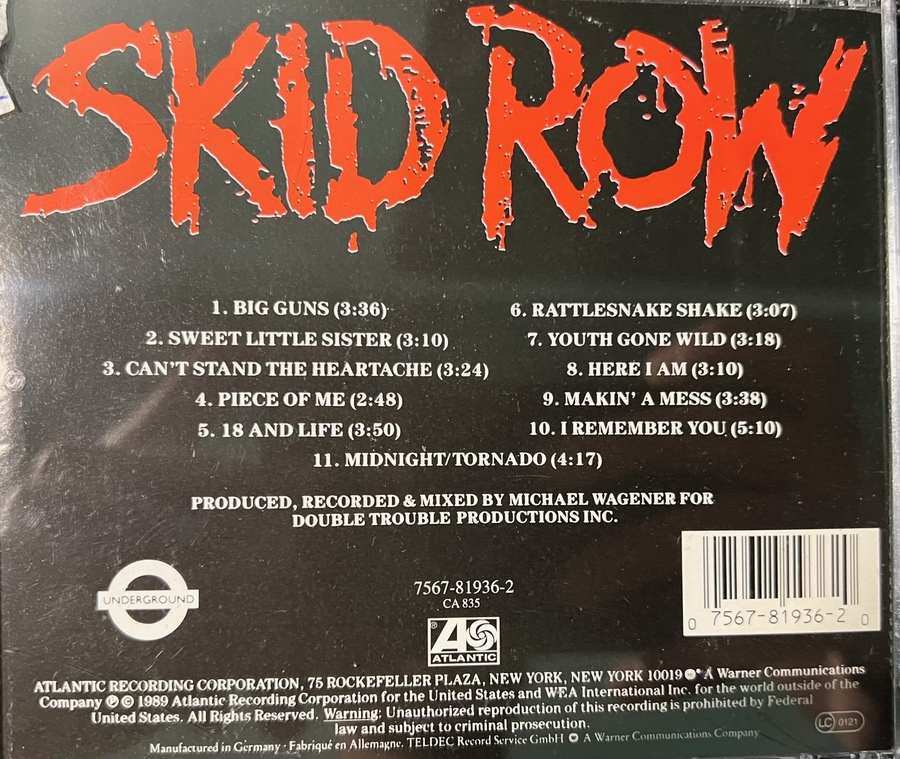 SKID ROW
1. BIG GUNS (3:36)
2. SWEET LITTLE SISTER (3:10)
3. CAN'T STAND THE HEARTACHE (3:24)
4. PIECE OF ME (2:48)
5. 18 AND LIFE (3:50)
6. RATTLESNAKE SHAKE (3:07)
7. YOUTH GONE WILD (3:18)
8. HERE I AM (3:10)
9. MAKIN' A MESS (3:38)
10. I REMEMBER YOU (5:10)
11. MIDNIGHT/TORNADO (4:17)
PRODUCED, RECORDED & MIXED BY MICHAEL WAGENER FOR
DOUBLE TROUBLE PRODUCTIONS INC.
UNDERGROUND
7567-81936-2
CA 835
®
ATLANTIC
0 7567-81936-2 0
ATLANTIC RECORDING CORPORATION, 75 ROCKEFELLER PLAZA, NEW YORK, NEW YORK 10019 A Warner Communications
Company ℗ © 1989 Atlantic Recording Corporation for the United States and WEA International Inc. for the world outside of the
United States. All Rights Reserved. Warning: Unauthorized reproduction of this recording is prohibited by Federal
law and subject to criminal prosecution.
Manufactured in Germany · Fabriqué en Allemagne. TELDEC Record Service GmbH A Warner Communications Company
LC 0121